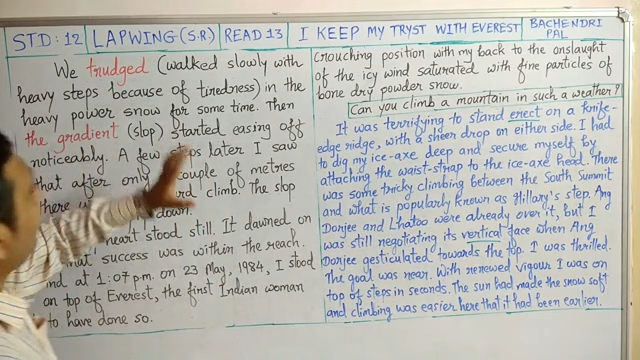 STD: 12
LAPWING (S.R)
READ 13
I KEEP MY TRYST WITH EVEREST
BACHENDRI
PAL
We trudged (walked slowly with
heavy steps because of tiredness) in the
heavy power snow for some time. Then
the gradient (slop) started easing off
noticeably. A few steps later I saw
that after only couple of metres
there climb. The slop
down.
heart stood still. It dawned on
that success was within the reach.
at 1:07 p.m. on 23 May, 1984, I stood
on top of Everest, the first Indian woman
to have done so.
Crouching position with my back to the onslaught
of the icy wind saturated with fine particles of
bone dry powder snow.
Can you climb a mountain in such a weather?
It was terrifying to stand erect on a knife-
edge ridge, with a sheer drop on either side. I had
to dig my ice-axe deep and secure myself by
attaching the waist-strap to the ice-axe head. There
was some tricky climbing between the South Summit
and what is popularly known as Hillary's step. Ang
Dorjee and Lhatoo were already over it, but I
was still negotiating its vertical face when Ang
Dorjee gesticulated towards the top. I was thrilled.
The goal was near. With renewed vigour I was on
top of steps in seconds. The sun had made the snow soft
and climbing was easier here that it had been earlier.